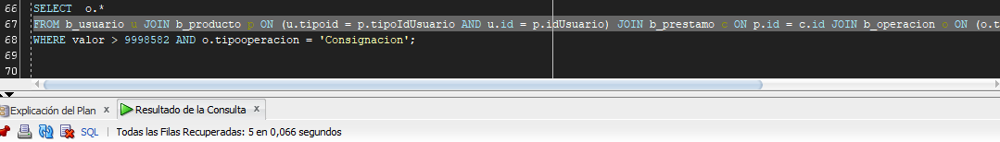 66 SELECT o.*
67 FROM b_usuario u JOIN b_producto p ON (u.tipoid = p.tipoIdUsuario AND u.id = p.idUsuario) JOIN b_prestamo c ON p.id = c.id JOIN b_operacion o ON (o.t
68 WHERE valor > 9998582 AND o.tipooperacion = 'Consignacion';
69
70
Explicación del Plan x Resultado de la Consulta x
SQL | Todas las Filas Recuperadas: 5 en 0,066 segundos